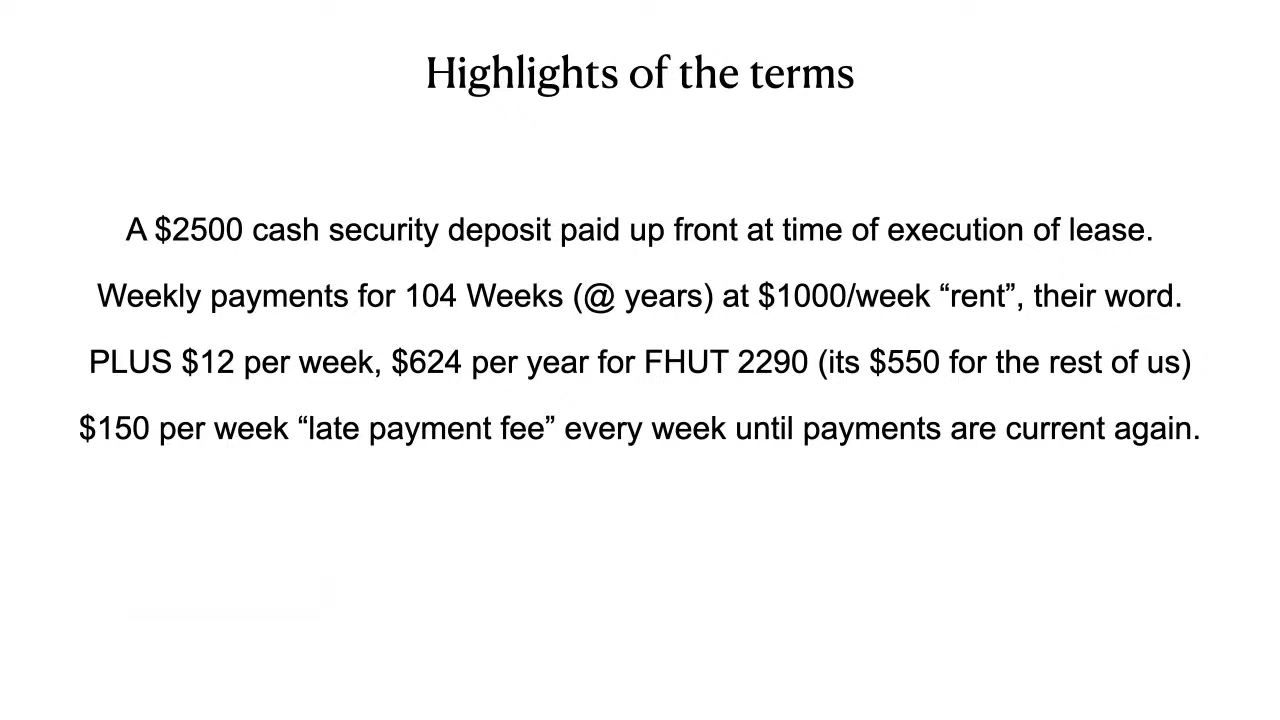 Highlights of the terms
A $2500 cash security deposit paid up front at time of execution of lease.
Weekly payments for 104 Weeks (@ years) at $1000/week “rent”, their word.
PLUS $12 per week, $624 per year for FHUT 2290 (its $550 for the rest of us)
$150 per week “late payment fee” every week until payments are current again.